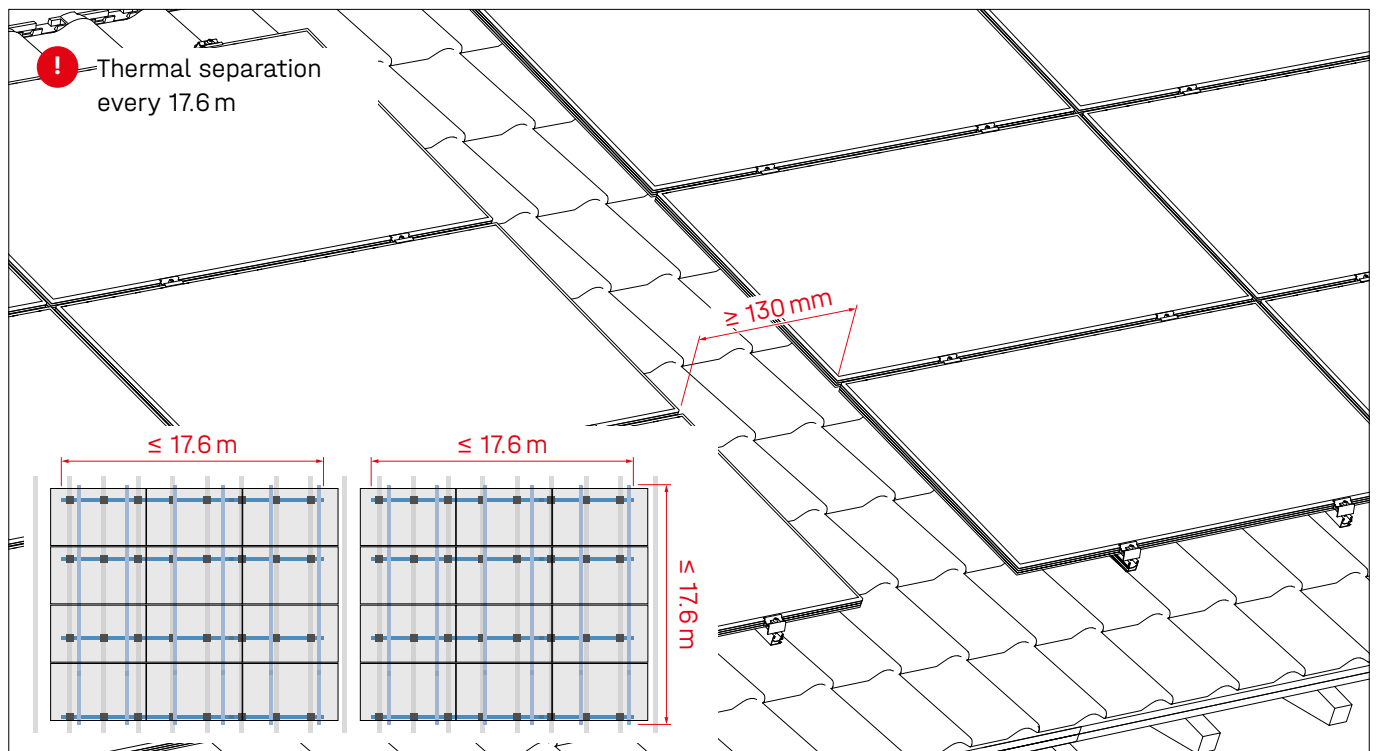 !
Thermal separation
every 17.6 m
≥ 130 mm
≤ 17.6 m
≤ 17.6 m
≤ 17.6 m